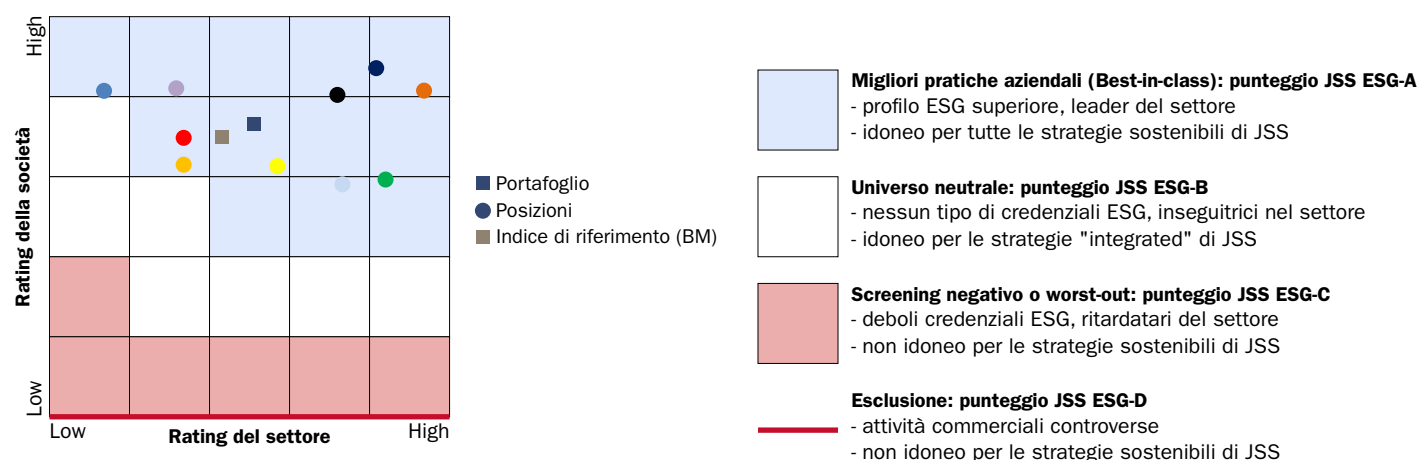 High
Rating della società
Low
Low
Rating del settore
High
Portafoglio
Posizioni
Indice di riferimento (BM)
Migliori pratiche aziendali (Best-in-class): punteggio JSS ESG-A
- profilo ESG superiore, leader del settore
- idoneo per tutte le strategie sostenibili di JSS
Universo neutrale: punteggio JSS ESG-B
- nessun tipo di credenziali ESG, inseguitrici nel settore
- idoneo per le strategie "integrated" di JSS
Screening negativo o worst-out: punteggio JSS ESG-C
- deboli credenziali ESG, ritardatari del settore
- non idoneo per le strategie sostenibili di JSS
Esclusione: punteggio JSS ESG-D
- attività commerciali controverse
- non idoneo per le strategie sostenibili di JSS